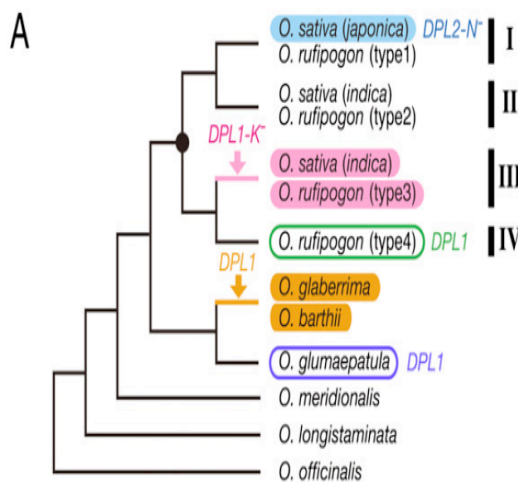 A
O. sativa (japonica) DPL2-N⁻ I
O. rufipogon (type1)
O. sativa (indica) II
O. rufipogon (type2)
DPL1-K⁻
O. sativa (indica) III
O. rufipogon (type3)
O. rufipogon (type4) DPL1 IV
DPL1
O. glaberrima
O. barthii
O. glumaepatula DPL1
O. meridionalis
O. longistaminata
O. officinalis